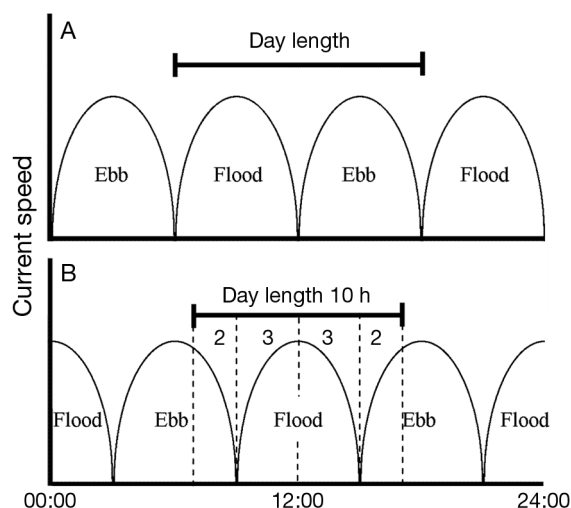 A
Day length
Ebb Flood Ebb Flood
Current speed
B
Day length 10 h
2 3 3 2
Flood Ebb Flood Ebb Flood
00:00 12:00 24:00